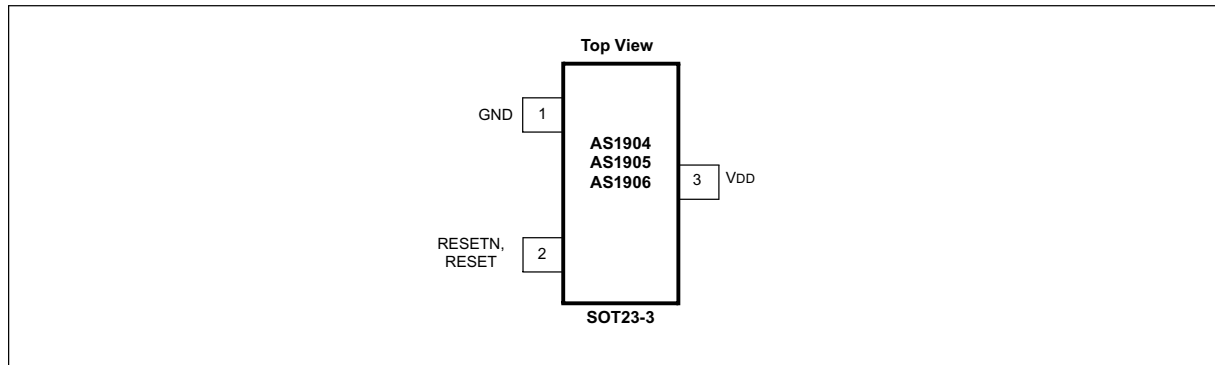 Top View
GND
1
AS1904
AS1905
AS1906
3
VDD
RESETN,
RESET
2
SOT23-3